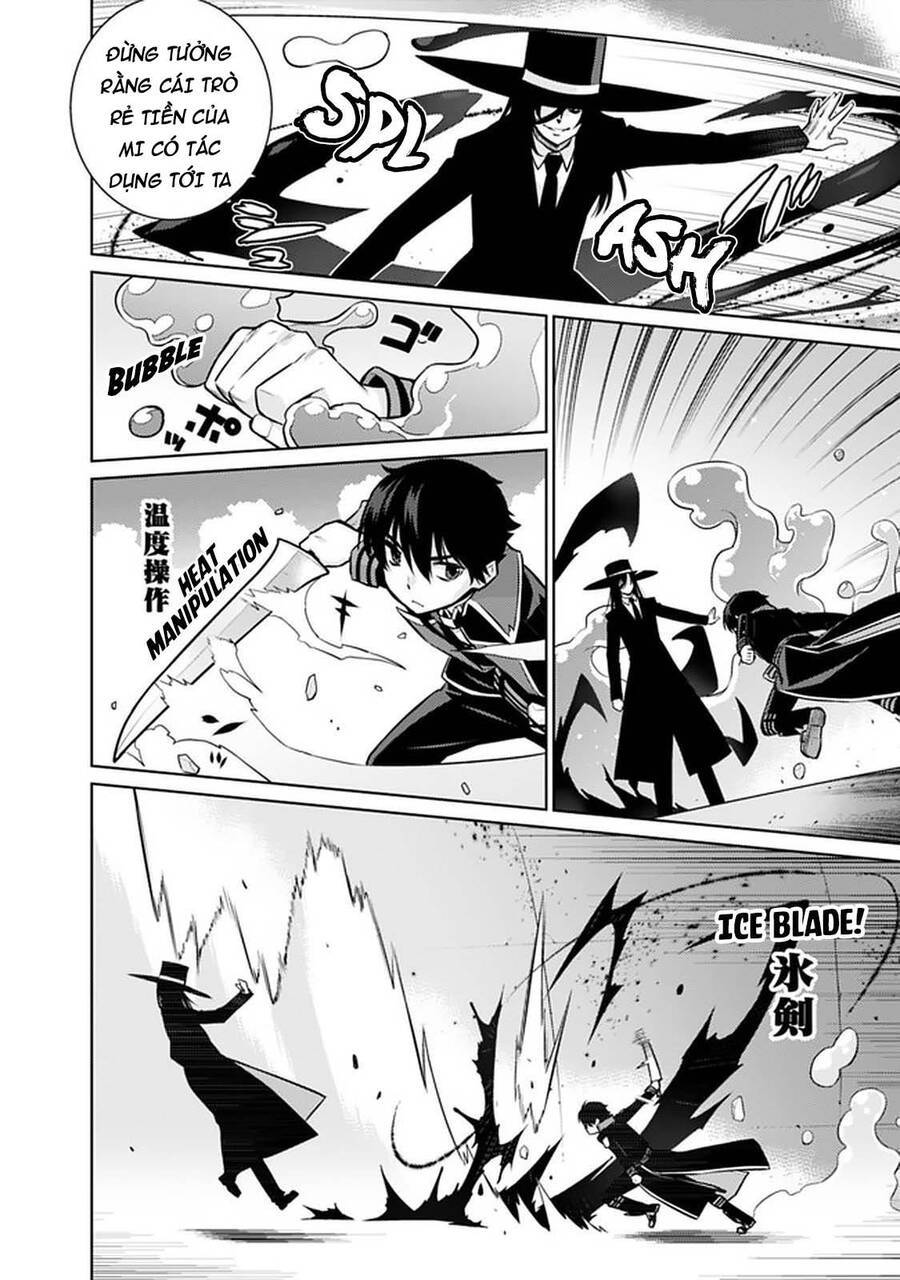 ĐỪNG TƯỞNG
RẰNG CÁI TRÒ
RẺ TIỀN CỦA
MI CÓ TÁC
DỤNG TỚI TA
SPL
ASH
ゴ
BUBBLE
ポッ
温度操作
HEAT
MANIPULATION
ICE BLADE!
氷剣